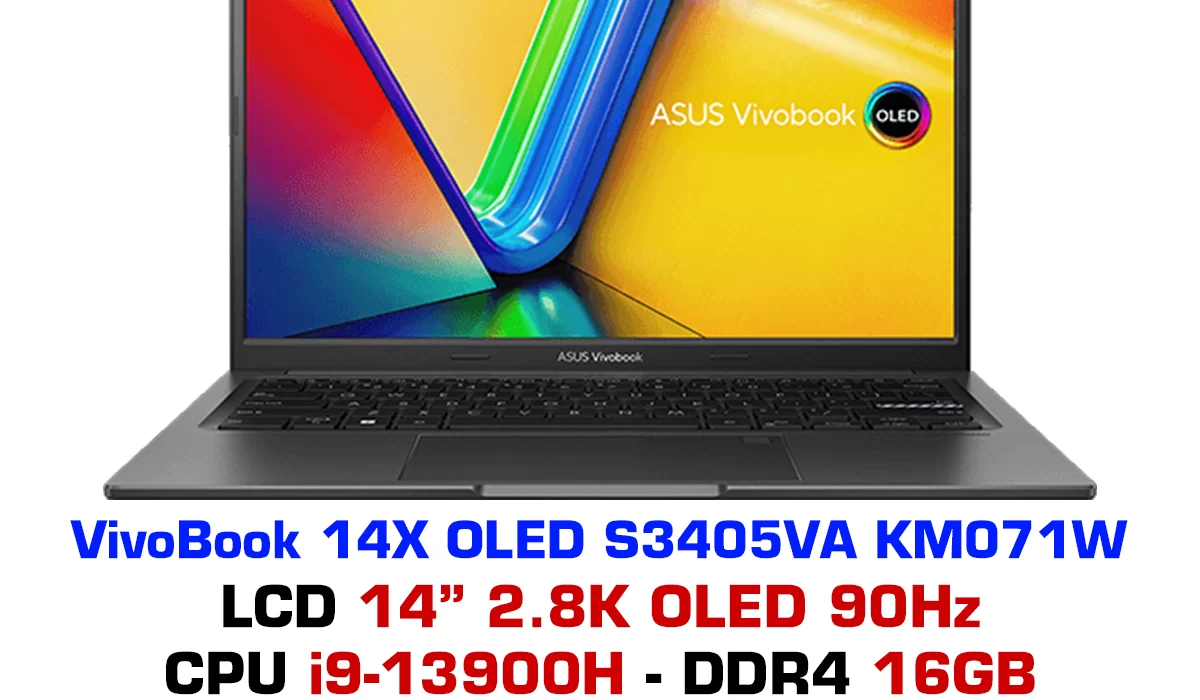 ASUS Vivobook OLED
ASUS Vivobook
VivoBook 14X OLED S3405VA KM071W
LCD 14” 2.8K OLED 90Hz
CPU i9-13900H - DDR4 16GB